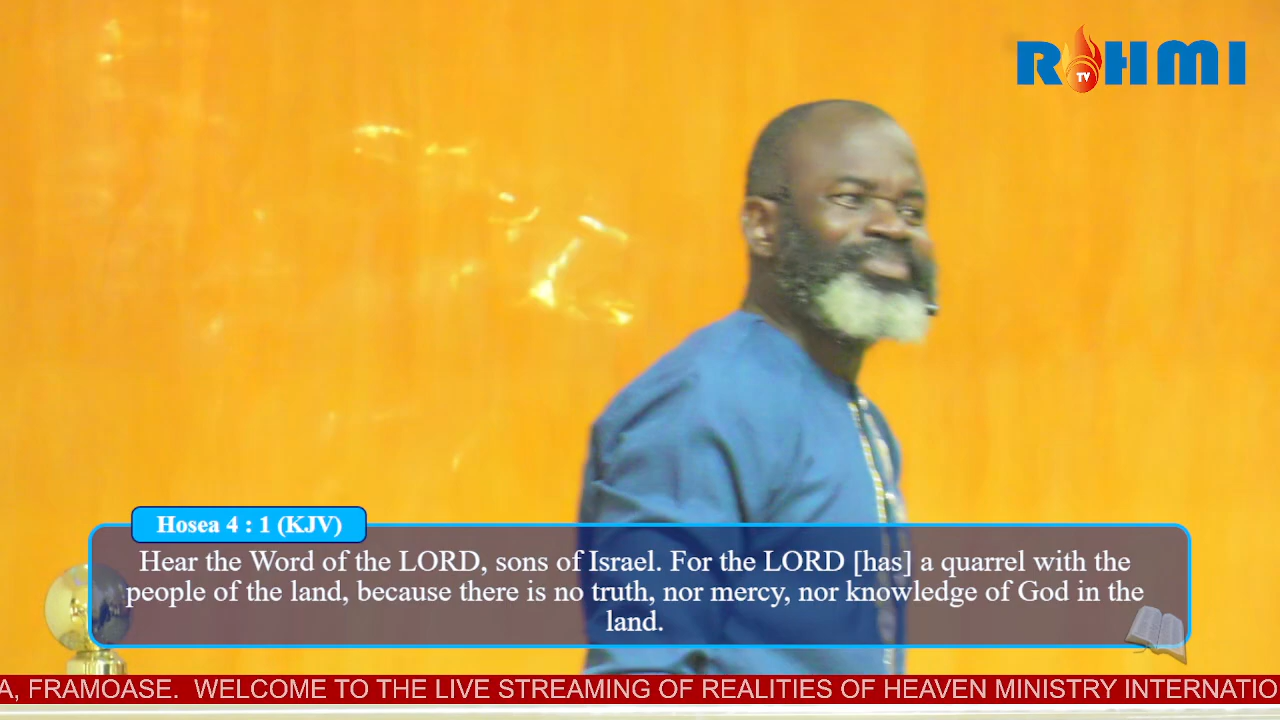 ROHMI
TV
Hosea 4 : 1 (KJV)
Hear the Word of the LORD, sons of Israel. For the LORD [has] a quarrel with the
people of the land, because there is no truth, nor mercy, nor knowledge of God in the
land.
A, FRAMOASE. WELCOME TO THE LIVE STREAMING OF REALITIES OF HEAVEN MINISTRY INTERNATIO